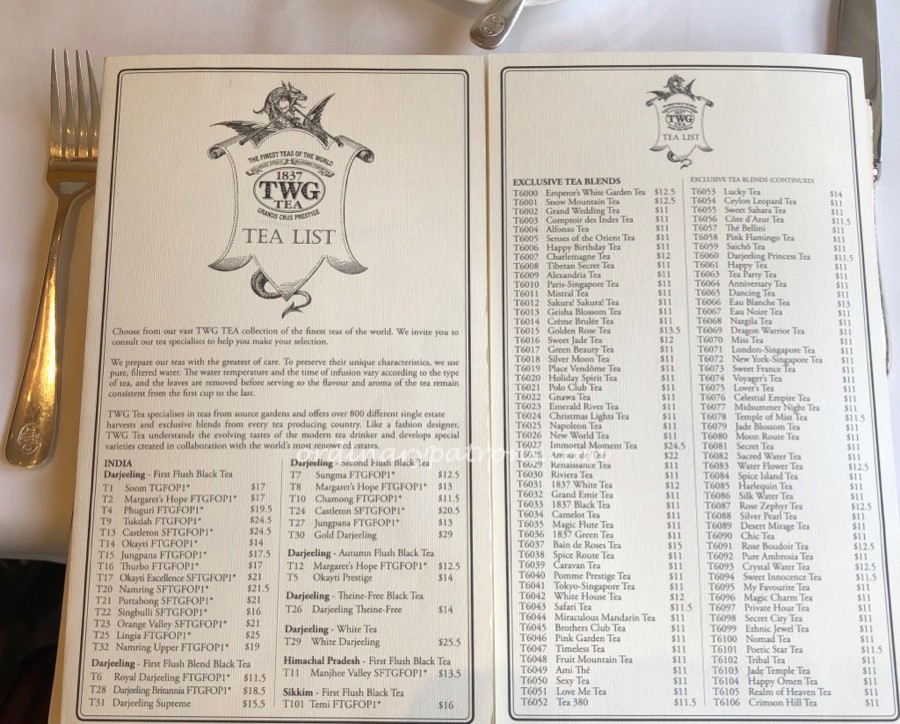 THE FINEST TEAS OF THE WORLD
1837
TWG
TEA
GRANDS CRUS PRESTIGE
TEA LIST
Choose from our vast TWG TEA collection of the finest teas of the world. We invite you to
consult our tea specialists to help you make your selection.
We prepare our teas with the greatest of care. To preserve their unique characteristics, we use
pure, filtered water. The water temperature and the time of infusion vary according to the type
of tea, and the leaves are removed before serving so the flavour and aroma of the tea remain
consistent from the first cup to the last.
TWG Tea specialises in teas from source gardens and offers over 800 different single estate
harvests and exclusive blends from every tea producing country. Like a fashion designer,
TWG Tea understands the evolving tastes of the modern tea drinker and develops special
varieties created in collaboration with the world's most renowned estates.
INDIA
Darjeeling - First Flush Black Tea
T1 Soom TGFOP1* $17
T2 Margaret's Hope FTGFOP1* $17
T4 Phuguri FTGFOP1* $19.5
T9 Tukdah FTGFOP1* $24.5
T13 Castleton SFTGFOP1* $24.5
T14 Okayti FTGFOP1* $14
T15 Jungpana FTGFOP1* $17.5
T16 Thurbo FTGFOP1* $17
T17 Okayti Excellence SFTGFOP1* $21
T20 Namring SFTGFOP1* $21.5
T21 Puttabong SFTGFOP1* $21
T22 Singbulli SFTGFOP1* $16
T23 Orange Valley SFTGFOP1* $21
T25 Lingia FTGFOP1* $25
T32 Namring Upper FTGFOP1* $19
Darjeeling - First Flush Blend Black Tea
T6 Royal Darjeeling FTGFOP1* $11.5
T28 Darjeeling Britannia FTGFOP1* $18.5
T31 Darjeeling Supreme $15.5
Darjeeling - Second Flush Black Tea
T7 Sungma FTGFOP1* $12.5
T8 Margaret's Hope FTGFOP1* $13
T10 Chamong FTGFOP1* $11.5
T24 Castleton SFTGFOP1* $20.5
T27 Jungpana FTGFOP1* $13
T30 Gold Darjeeling $29
Darjeeling - Autumn Flush Black Tea
T12 Margaret's Hope FTGFOP1* $12.5
T5 Okayti Prestige $14
Darjeeling - Theine-Free Black Tea
T26 Darjeeling Theine-Free $14
Darjeeling - White Tea
T29 White Darjeeling $25.5
Himachal Pradesh - First Flush Black Tea
T11 Manjhee Valley SFTGFOP1* $13.5
Sikkim - First Flush Black Tea
T101 Temi FTGFOP1* $16
TWG
TEA
TEA LIST
EXCLUSIVE TEA BLENDS
T6000 Emperor's White Garden Tea $12.5
T6001 Snow Mountain Tea $12.5
T6002 Grand Wedding Tea $11
T6003 Comptoir des Indes Tea $11
T6004 Alfonso Tea $11
T6005 Senses of the Orient Tea $11
T6006 Happy Birthday Tea $11
T6007 Charlemagne Tea $12
T6008 Tibetan Secret Tea $11
T6009 Alexandria Tea $11
T6010 Paris-Singapore Tea $11
T6011 Mistral Tea $11
T6012 Sakura! Sakura! Tea $11
T6013 Geisha Blossom Tea $11
T6014 Crème Brulée Tea $11
T6015 Golden Rose Tea $13.5
T6016 Sweet Jade Tea $12
T6017 Green Beauty Tea $11
T6018 Silver Moon Tea $11
T6019 Place Vendôme Tea $11
T6020 Holiday Spirit Tea $11
T6021 Polo Club Tea $11
T6022 Gnawa Tea $11
T6023 Emerald River Tea $11
T6024 Christmas Lights Tea $11
T6025 Napoleon Tea $11
T6026 New World Tea $11
T6027 Immortal Moment Tea $24.5
T6028 Tea $22
T6029 Renaissance Tea $11
T6030 Riviera Tea $11
T6031 1837 White Tea $12
T6032 Grand Emir Tea $11
T6033 1837 Black Tea $11
T6034 Camelot Tea $11
T6035 Magic Flute Tea $11
T6036 1837 Green Tea $11
T6037 Bain de Roses Tea $15
T6038 Spice Route Tea $11
T6039 Caravan Tea $11
T6040 Pomme Prestige Tea $11
T6041 Tokyo-Singapore Tea $11
T6042 White House Tea $12
T6043 Safari Tea $11.5
T6044 Miraculous Mandarin Tea $11
T6045 Brothers Club Tea $11
T6046 Pink Garden Tea $11
T6047 Timeless Tea $11
T6048 Fruit Mountain Tea $11
T6049 Ami Thé $11
T6050 Sexy Tea $11
T6051 Love Me Tea $11
T6052 Tea 380 $11.5
EXCLUSIVE TEA BLENDS (CONTINUED)
T6053 Lucky Tea $14
T6054 Ceylon Leopard Tea $11
T6055 Sweet Sahara Tea $11
T6056 Côte d'Azur Tea $11.5
T6057 Thé Bellini $11
T6058 Pink Flamingo Tea $11
T6059 Saichō Tea $11
T6060 Darjeeling Princess Tea $11.5
T6061 Happy Tea $11
T6063 Tea Party Tea $11
T6064 Anniversary Tea $11
T6065 Dancing Tea $11
T6066 Eau Blanche Tea $13
T6067 Eau Noire Tea $11
T6068 Nargila Tea $11
T6069 Dragon Warrior Tea $11
T6070 Miss Tea $11
T6071 London-Singapore Tea $11
T6072 New York-Singapore Tea $11
T6073 Sweet France Tea $11
T6074 Voyager's Tea $11
T6075 Lover's Tea $11
T6076 Celestial Empire Tea $11
T6077 Midsummer Night Tea $11
T6078 Temple of Mist Tea $11.5
T6079 Jade Blossom Tea $11
T6080 Moon Route Tea $11
T6081 Secret Tea $11
T6082 Sacred Water Tea $11
T6083 Water Flower Tea $12.5
T6084 Spice Island Tea $11
T6085 Harlequin Tea $11
T6086 Silk Water Tea $11
T6087 Rose Zephyr Tea $12.5
T6088 Silver Pearl Tea $11
T6089 Desert Mirage Tea $11
T6090 Chic Tea $11
T6091 Rose Boudoir Tea $12.5
T6092 Pure Ambrosia Tea $11
T6093 Crystal Water Tea $12.5
T6094 Sweet Innocence Tea $11.5
T6095 My Favourite Tea $11
T6096 Magic Charm Tea $11
T6097 Private Hour Tea $11
T6098 Secret City Tea $11
T6099 Ethnic Jewel Tea $11
T6100 Nomad Tea $11
T6101 Poetic Star Tea $11.5
T6102 Tribal Tea $11
T6103 Jade Temple Tea $11
T6104 Happy Omen Tea $11
T6105 Realm of Heaven Tea $11
T6106 Crimson Hill Tea $11